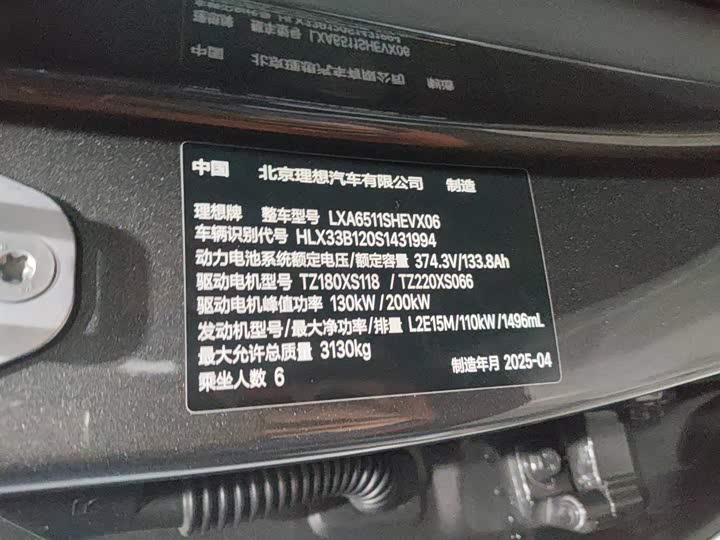 中国 北京理想汽车有限公司 制造
理想牌 整车型号 LXA6511SHEVX06
车辆识别代号 HLX33B120S1431994
动力电池系统额定电压/额定容量 374.3V/133.8Ah
驱动电机型号 TZ180XS118 /TZ220XS066
驱动电机峰值功率 130kW/200kW
发动机型号/最大净功率/排量 L2E15M/110kW/1496mL
最大允许总质量 3130kg
制造年月 2025-04
乘坐人数 6